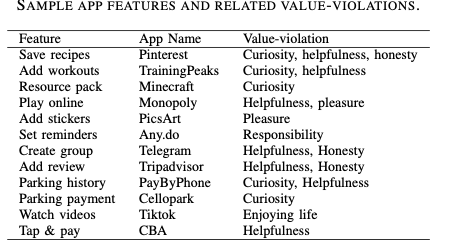 SAMPLE APP FEATURES AND RELATED VALUE-VIOLATIONS.
Feature App Name Value-violation
Save recipes Pinterest Curiosity, helpfulness, honesty
Add workouts TrainingPeaks Curiosity, helpfulness
Resource pack Minecraft Curiosity
Play online Monopoly Helpfulness, pleasure
Add stickers PicsArt Pleasure
Set reminders Any.do Responsibility
Create group Telegram Helpfulness, Honesty
Add review Tripadvisor Helpfulness, Honesty
Parking history PayByPhone Curiosity, Helpfulness
Parking payment Cellopark Curiosity
Watch videos Tiktok Enjoying life
Tap & pay CBA Helpfulness